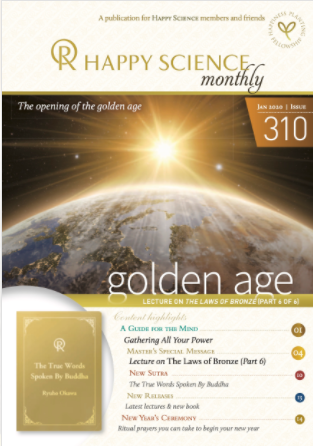 A publication for HAPPY SCIENCE members and friends
HAPPINESS PLANTING FELLOWSHIP
R HAPPY SCIENCE
monthly
The opening of the golden age
JAN 2020 | ISSUE
310
golden age
LECTURE ON THE LAWS OF BRONZE (PART 6 OF 6)
Content highlights
A GUIDE FOR THE MIND 01
Gathering All Your Power
MASTER'S SPECIAL MESSAGE 04
Lecture on The Laws of Bronze (Part 6)
NEW SUTRA
The True Words Spoken By Buddha
NEW RELEASES
Latest lectures & new book
NEW YEAR'S CEREMONY 14
Ritual prayers you can take to begin your new year
R
The True Words
Spoken By Buddha
Ryuho Okawa